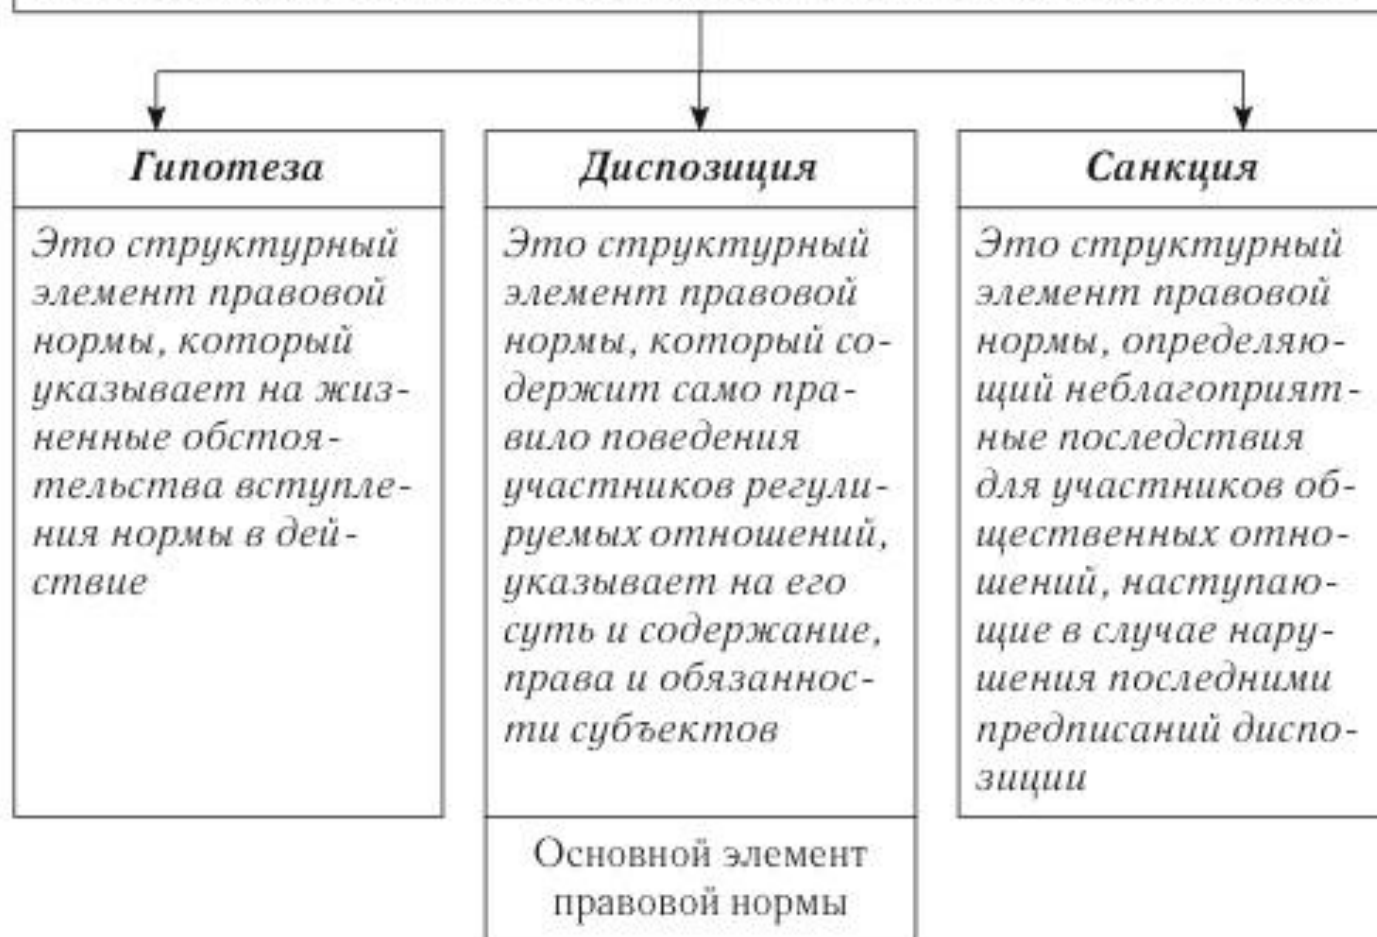 Гипотеза
Это структурный
элемент правовой
нормы, который
указывает на жиз-
ненные обстоя-
тельства вступле-
ния нормы в дей-
ствие
Диспозиция
Это структурный
элемент правовой
нормы, который со-
держит само пра-
вило поведения
участников регули-
руемых отношений,
указывает на его
суть и содержание,
права и обязаннос-
ти субъектов
Основной элемент
правовой нормы
Санкция
Это структурный
элемент правовой
нормы, определяю-
щий неблагоприят-
ные последствия
для участников об-
щественных отно-
шений, наступаю-
щие в случае нару-
шения последними
предписаний диспо-
зиции